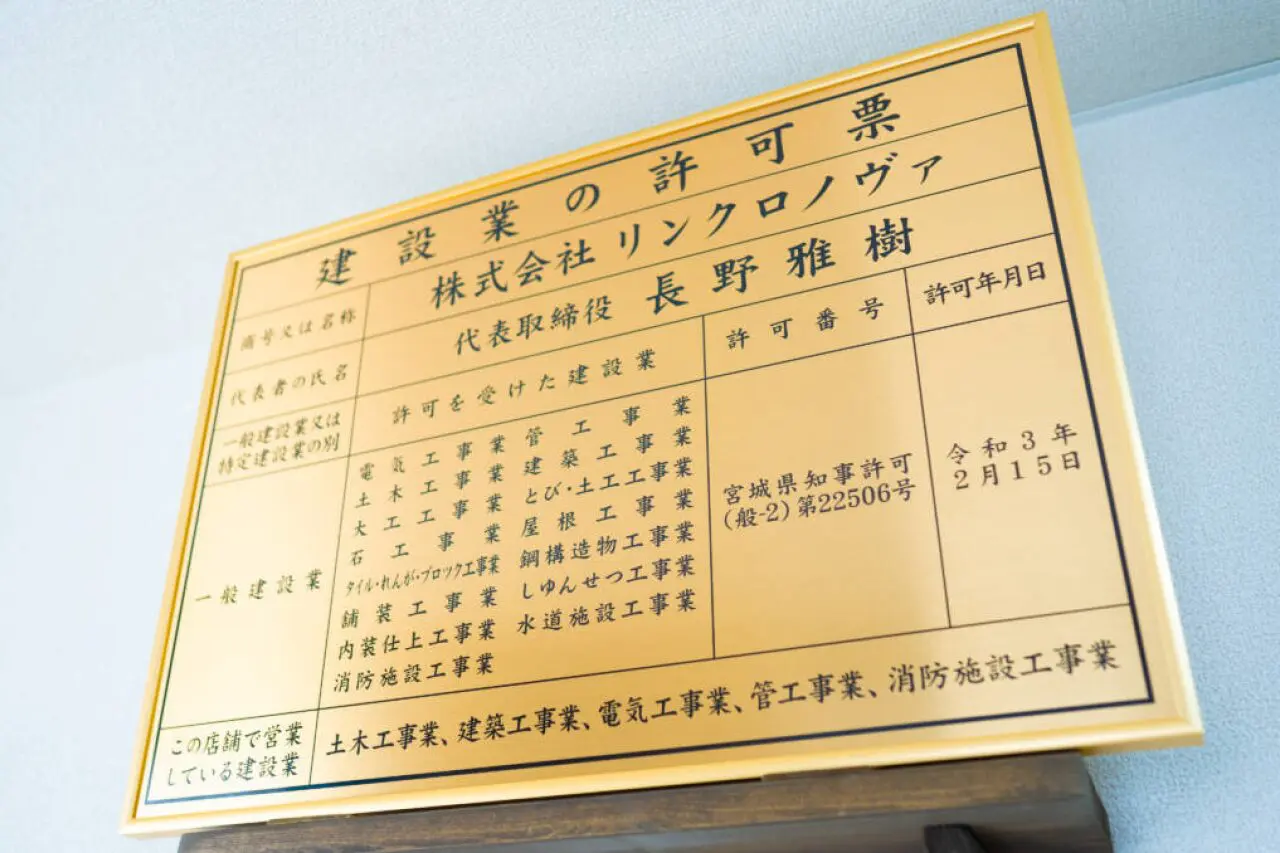 建設業の許可票
商号又は名称
株式会社 リンクロノヴァ
代表者の氏名
代表取締役 長野雅樹
一般建設業又は
特定建設業の別
許可を受けた建設業
許可番号
許可年月日
一般建設業
電気工事業 管工事業
土木工事業 建築工事業
大工工事業 とび・土工工事業
石工事業 屋根工事業
タイル・れんが・ブロック工事業 鋼構造物工事業
舗装工事業 しゆんせつ工事業
内装仕上工事業 水道施設工事業
消防施設工事業
宮城県知事許可
(般-2)第22506号
令和3年
2月15日
この店舗で営業
している建設業
土木工事業、建築工事業、電気工事業、管工事業、消防施設工事業